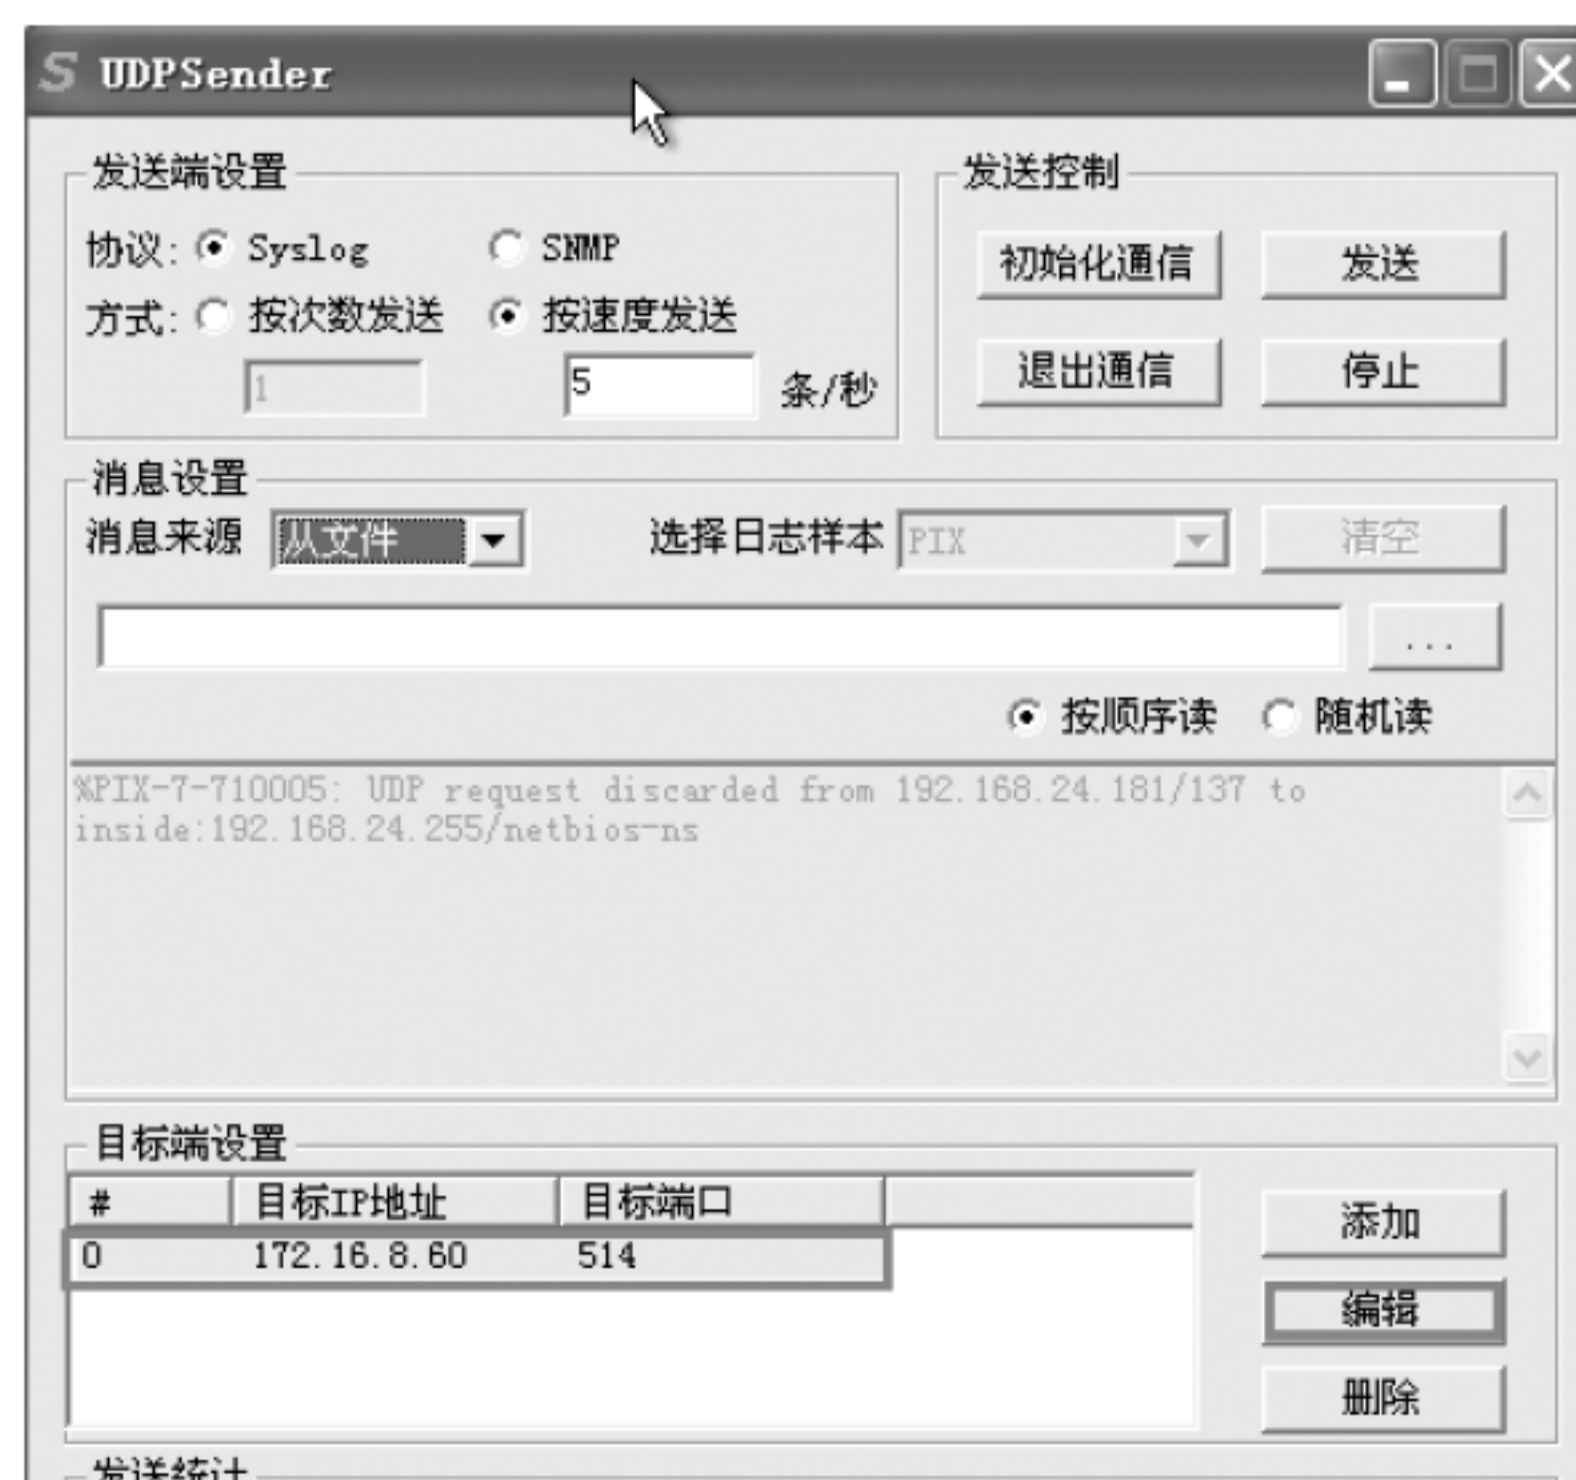 S UDPSender
发送端设置
协议: Syslog SNMP
方式: 按次数发送 按速度发送
1 5 条/秒
发送控制
初始化通信 发送
退出通信 停止
消息设置
消息来源 从文件 选择日志样本 PIX 清空
...
按顺序读 随机读
%PIX-7-710005: UDP request discarded from 192.168.24.181/137 to
inside:192.168.24.255/netbios-ns
目标端设置
# 目标IP地址 目标端口
0 172.16.8.60 514
添加
编辑
删除
发送统计